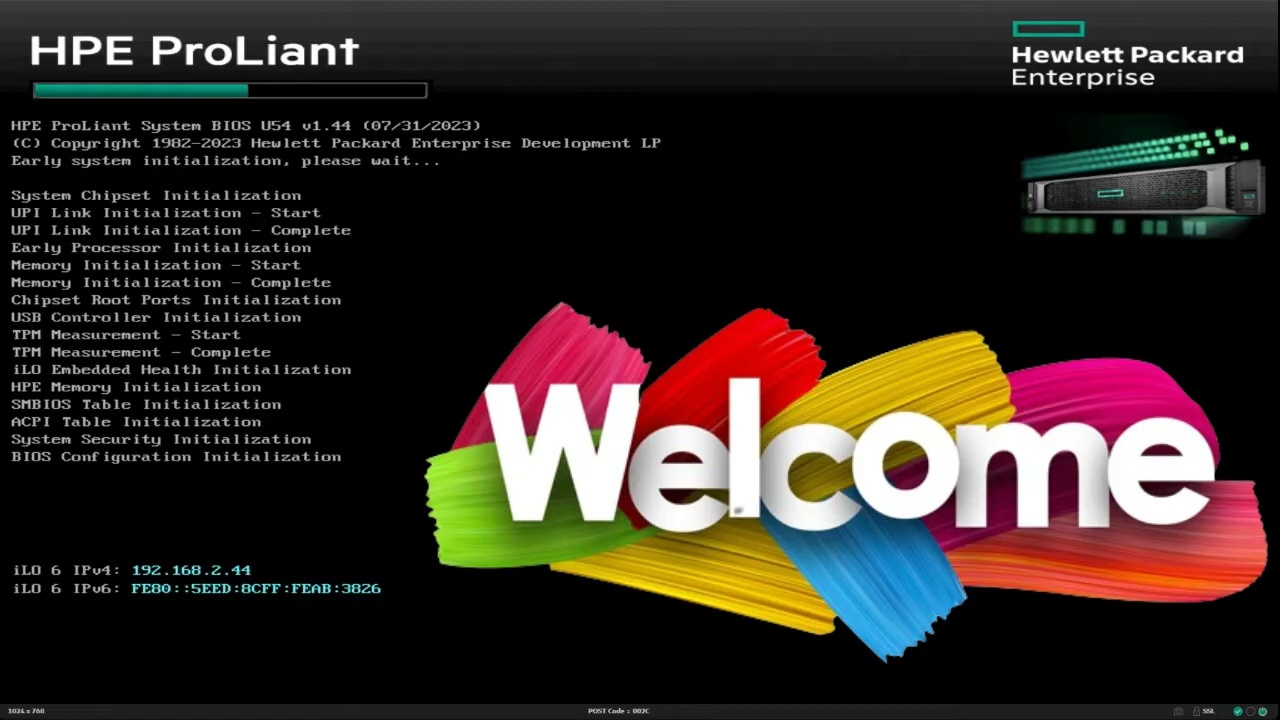 HPE ProLiant
Hewlett Packard
Enterprise
HPE ProLiant System BIOS U54 v1.44 (07/31/2023)
(C) Copyright 1982-2023 Hewlett Packard Enterprise Development LP
Early system initialization, please wait...
System Chipset Initialization
UPI Link Initialization - Start
UPI Link Initialization - Complete
Early Processor Initialization
Memory Initialization - Start
Memory Initialization - Complete
Chipset Root Ports Initialization
USB Controller Initialization
TPM Measurement - Start
TPM Measurement - Complete
iLO Embedded Health Initialization
HPE Memory Initialization
SMBIOS Table Initialization
ACPI Table Initialization
System Security Initialization
BIOS Configuration Initialization
Welcome
iLO 6 IPv4: 192.168.2.44
iLO 6 IPv6: FE80::5EED:8CFF:FEAB:3826
1024 x 768
POST Code : 002C
SSL